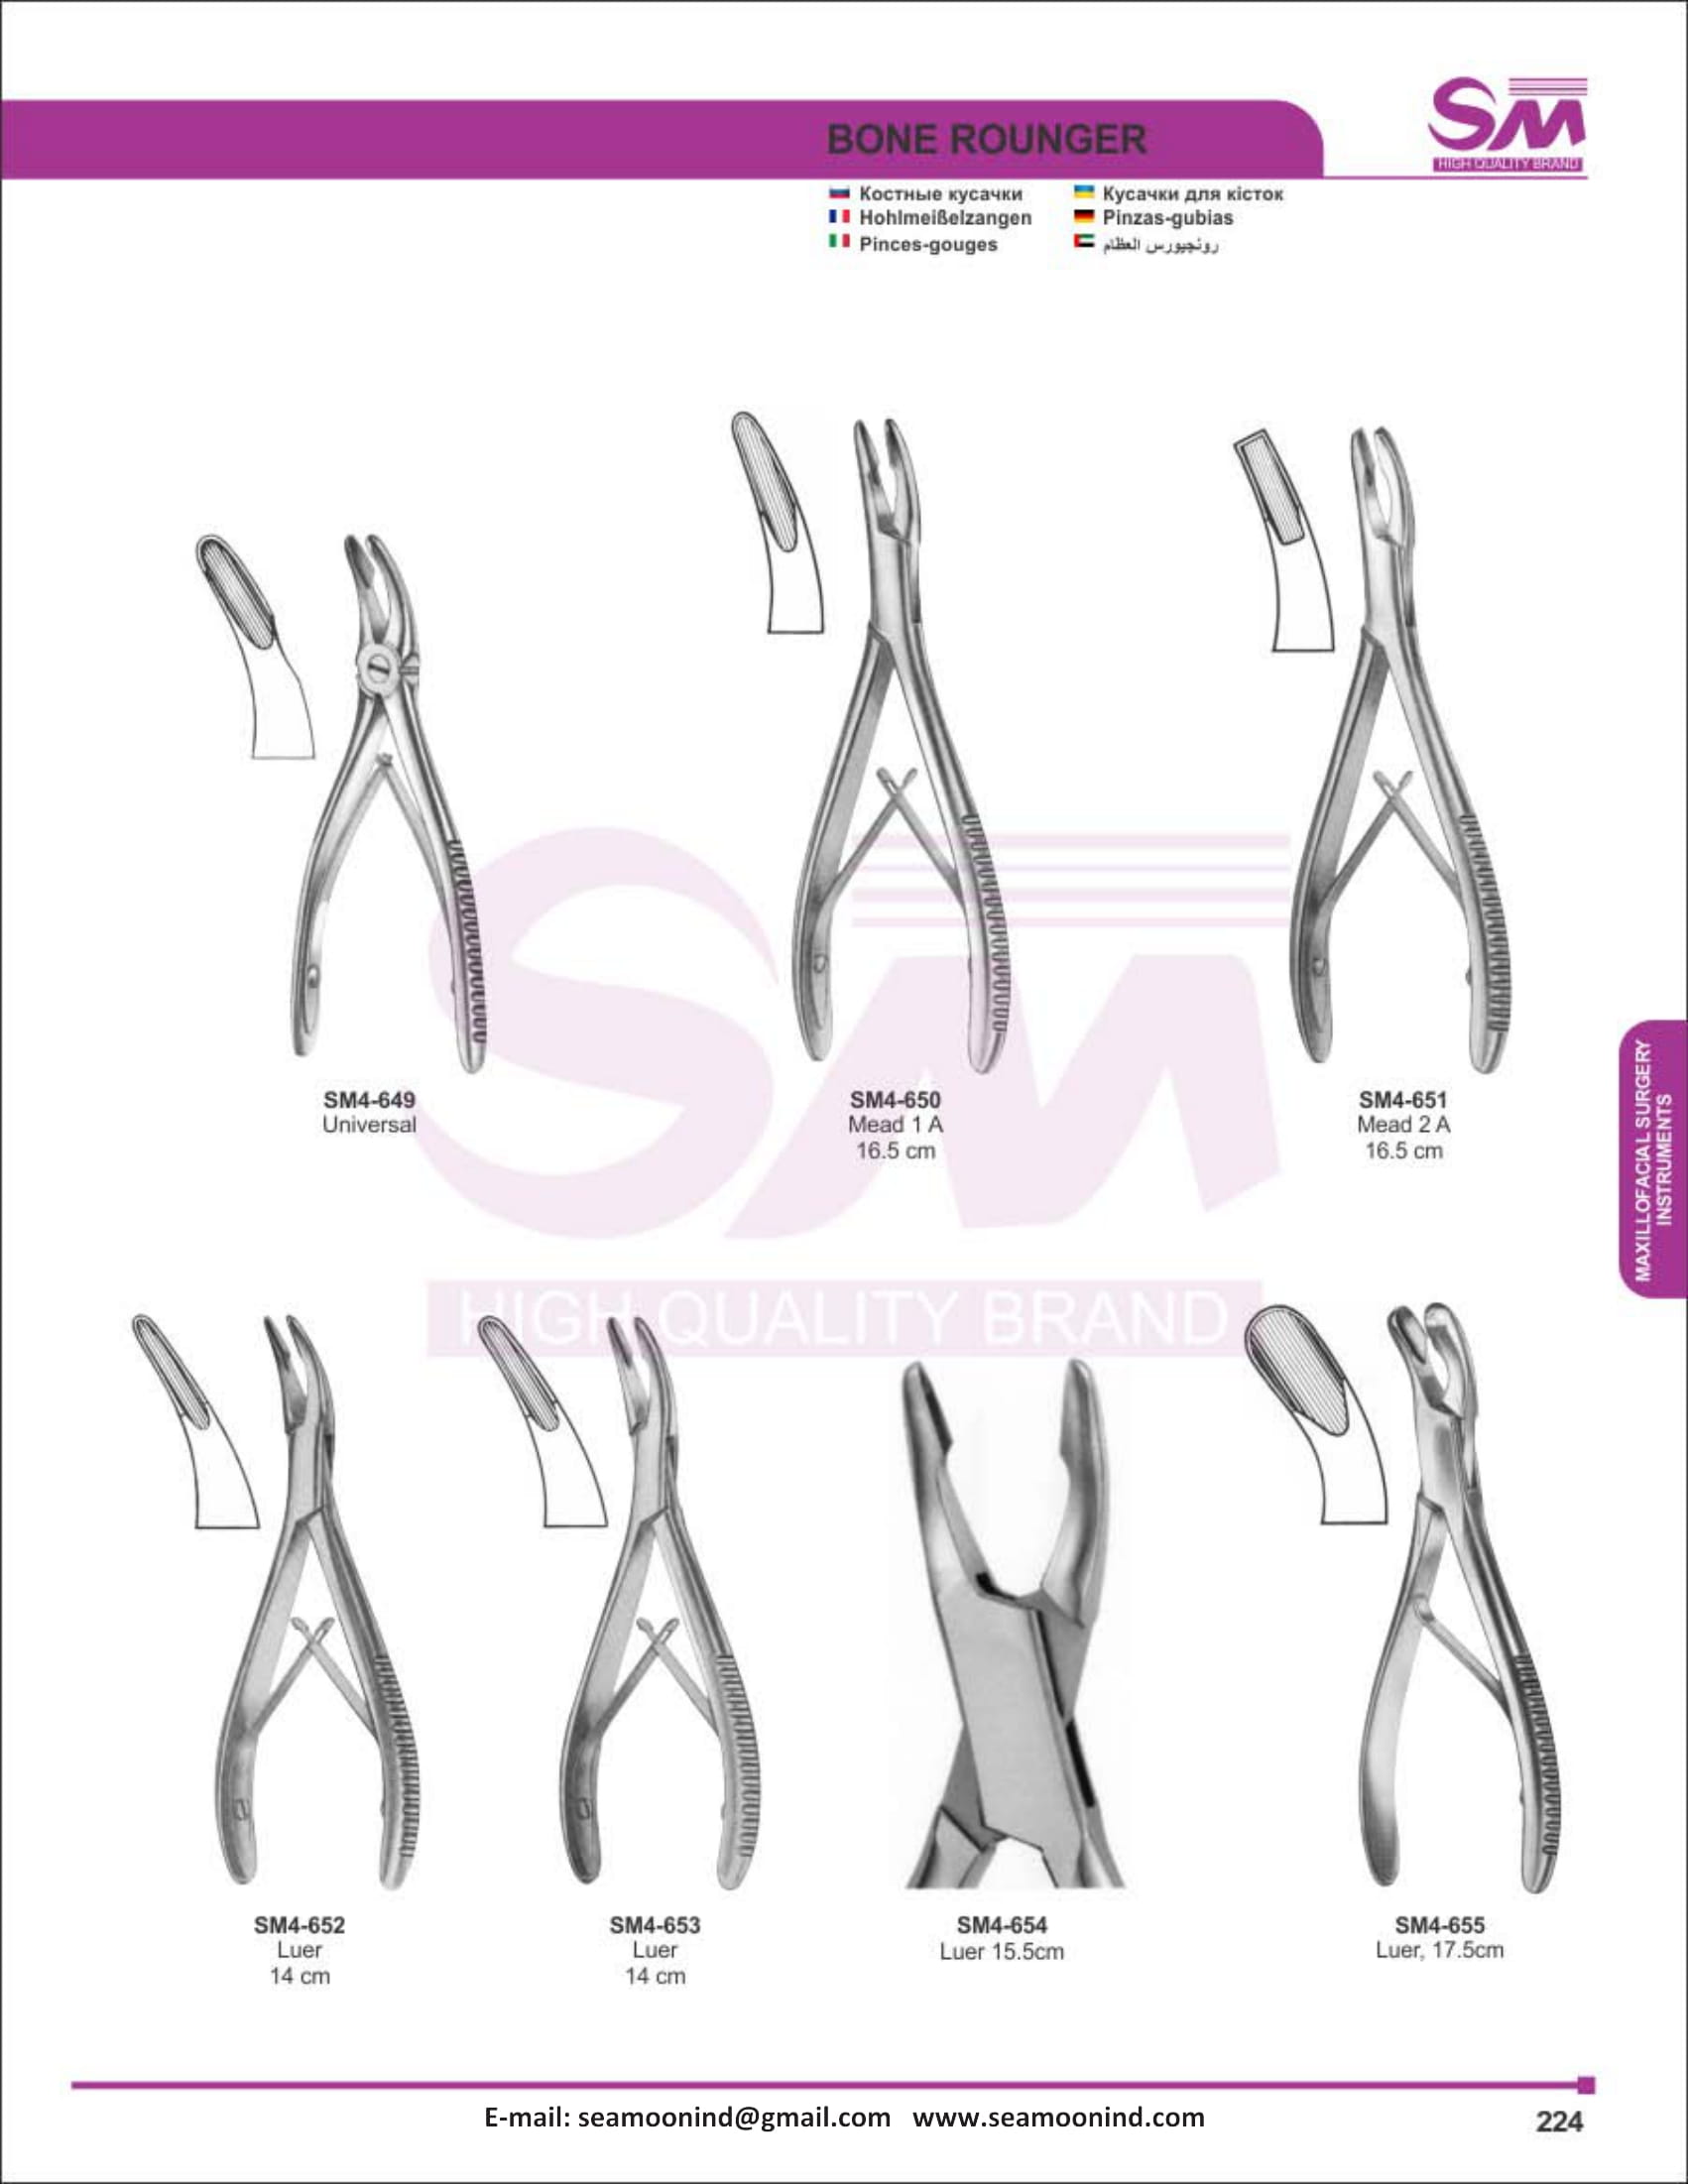 SM
HIGH QUALITY BRAND
BONE ROUNGER
Костные кусачки
Hohlmeißelzangen
Pinces-gouges
Кусачки для кісток
Pinzas-gubias
رونجيورس العظام
SM
HIGH QUALITY BRAND
SM4-649
Universal
SM4-650
Mead 1 A
16.5 cm
SM4-651
Mead 2 A
16.5 cm
MAXILLOFACIAL SURGERY
INSTRUMENTS
SM4-652
Luer
14 cm
SM4-653
Luer
14 cm
SM4-654
Luer 15.5cm
SM4-655
Luer, 17.5cm
E-mail: seamoonind@gmail.com www.seamoonind.com
224